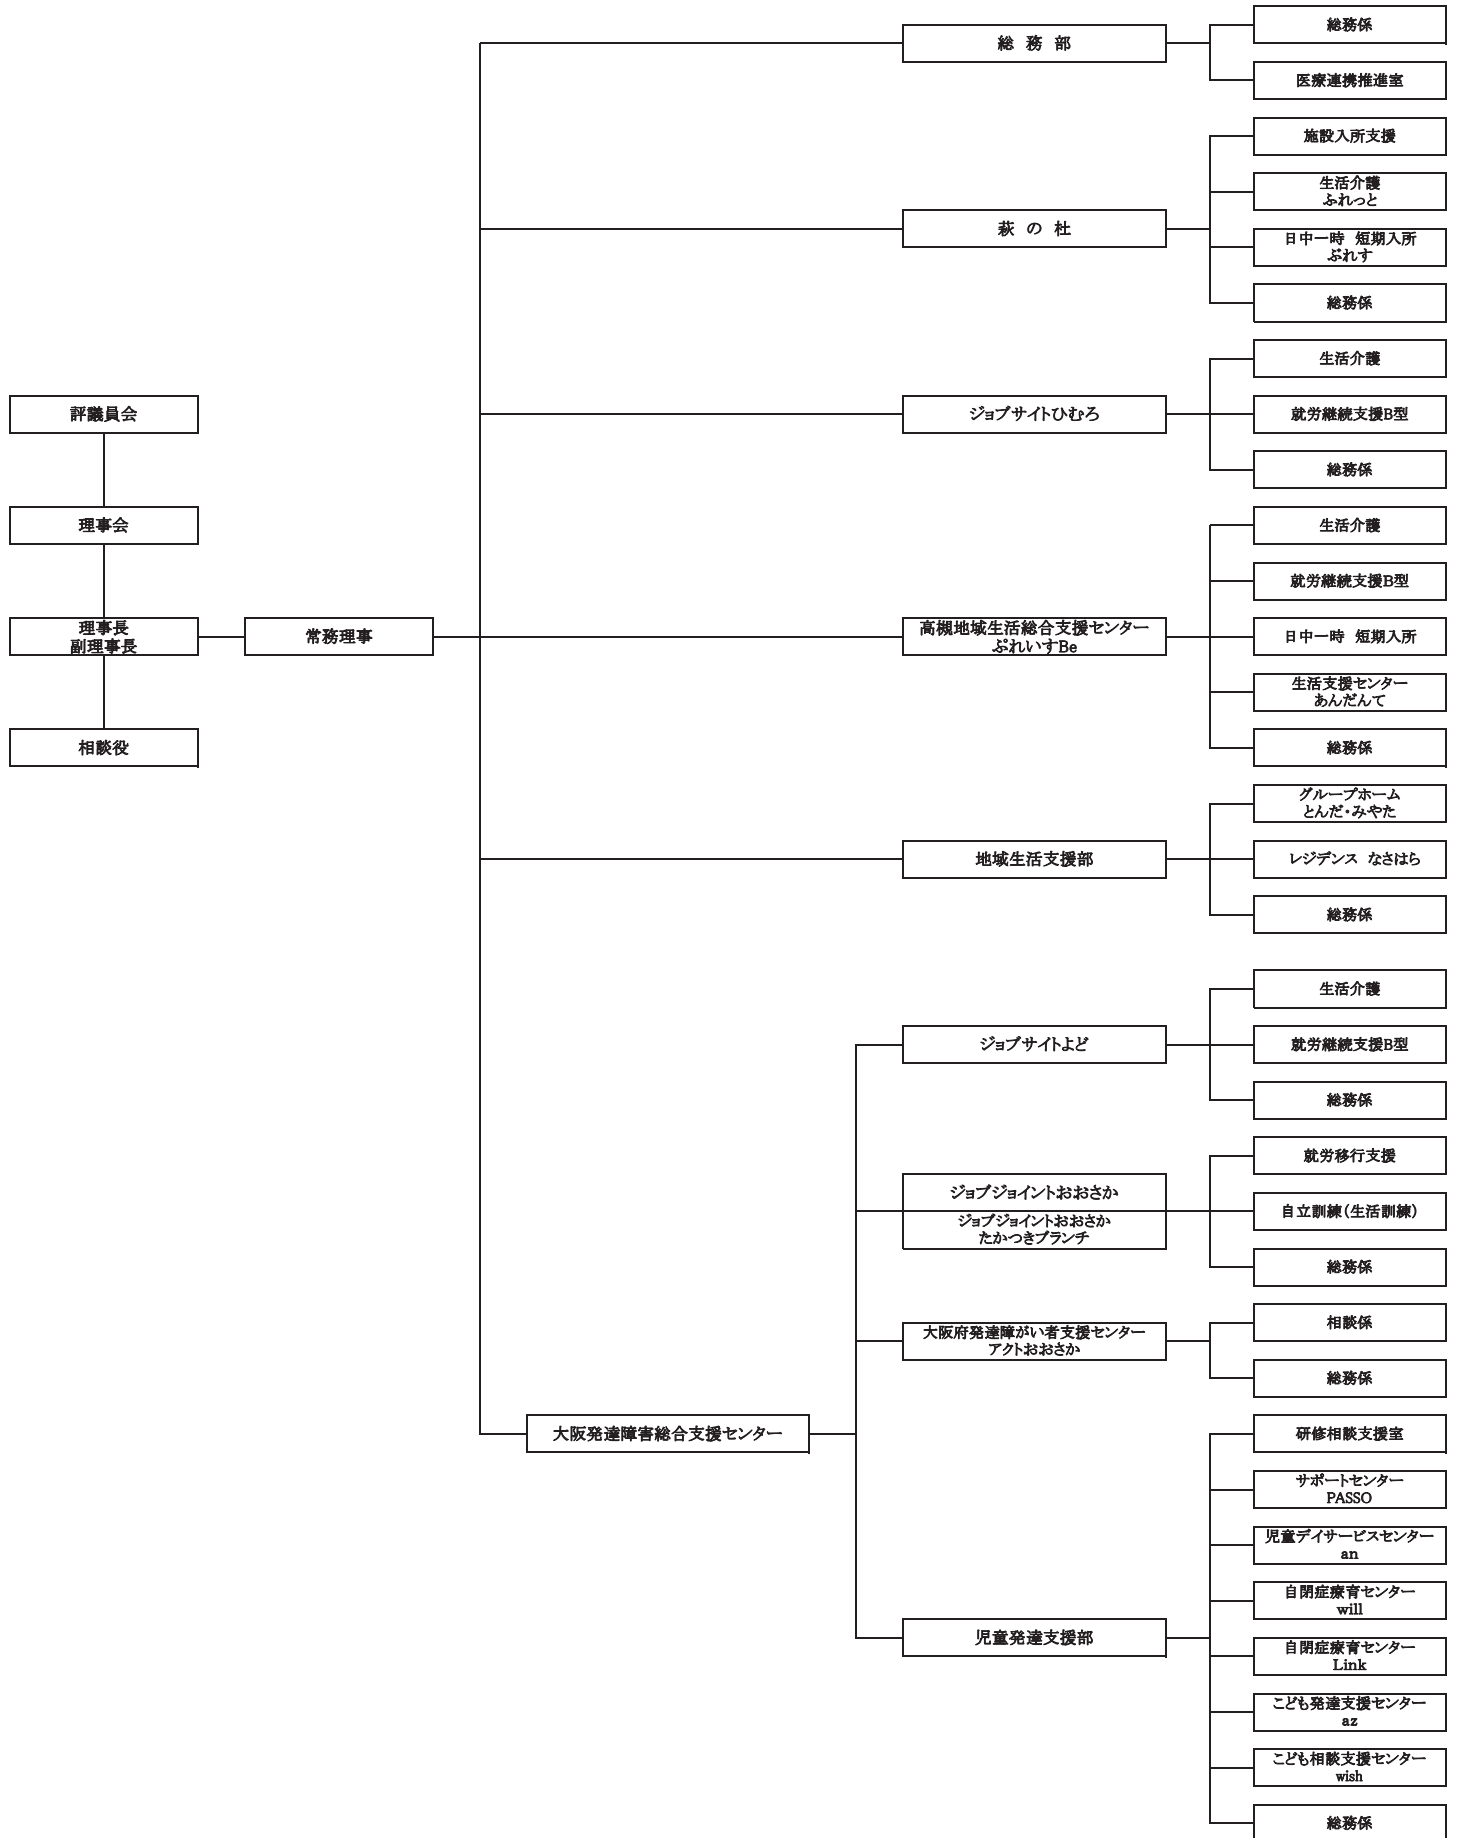 評議員会
理事会
理事長
副理事長
相談役
常務理事
総　務　部
総務係
医療連携推進室
萩　の　杜
施設入所支援
生活介護
ふれっと
日中一時　短期入所
ぶれす
総務係
ジョブサイトひむろ
生活介護
就労継続支援B型
総務係
高槻地域生活総合支援センター
ぷれいすBe
生活介護
就労継続支援B型
日中一時　短期入所
生活支援センター
あんだんて
総務係
地域生活支援部
グループホーム
とんだ・みやた
レジデンス　なさはら
総務係
大阪発達障害総合支援センター
ジョブサイトよど
生活介護
就労継続支援B型
総務係
ジョブジョイントおおさか
ジョブジョイントおおさか
たかつきブランチ
就労移行支援
自立訓練（生活訓練）
総務係
大阪府発達障がい者支援センター
アクトおおさか
相談係
総務係
児童発達支援部
研修相談支援室
サポートセンター
PASSO
児童デイサービスセンター
an
自閉症療育センター
will
自閉症療育センター
Link
こども発達支援センター
az
こども相談支援センター
wish
総務係